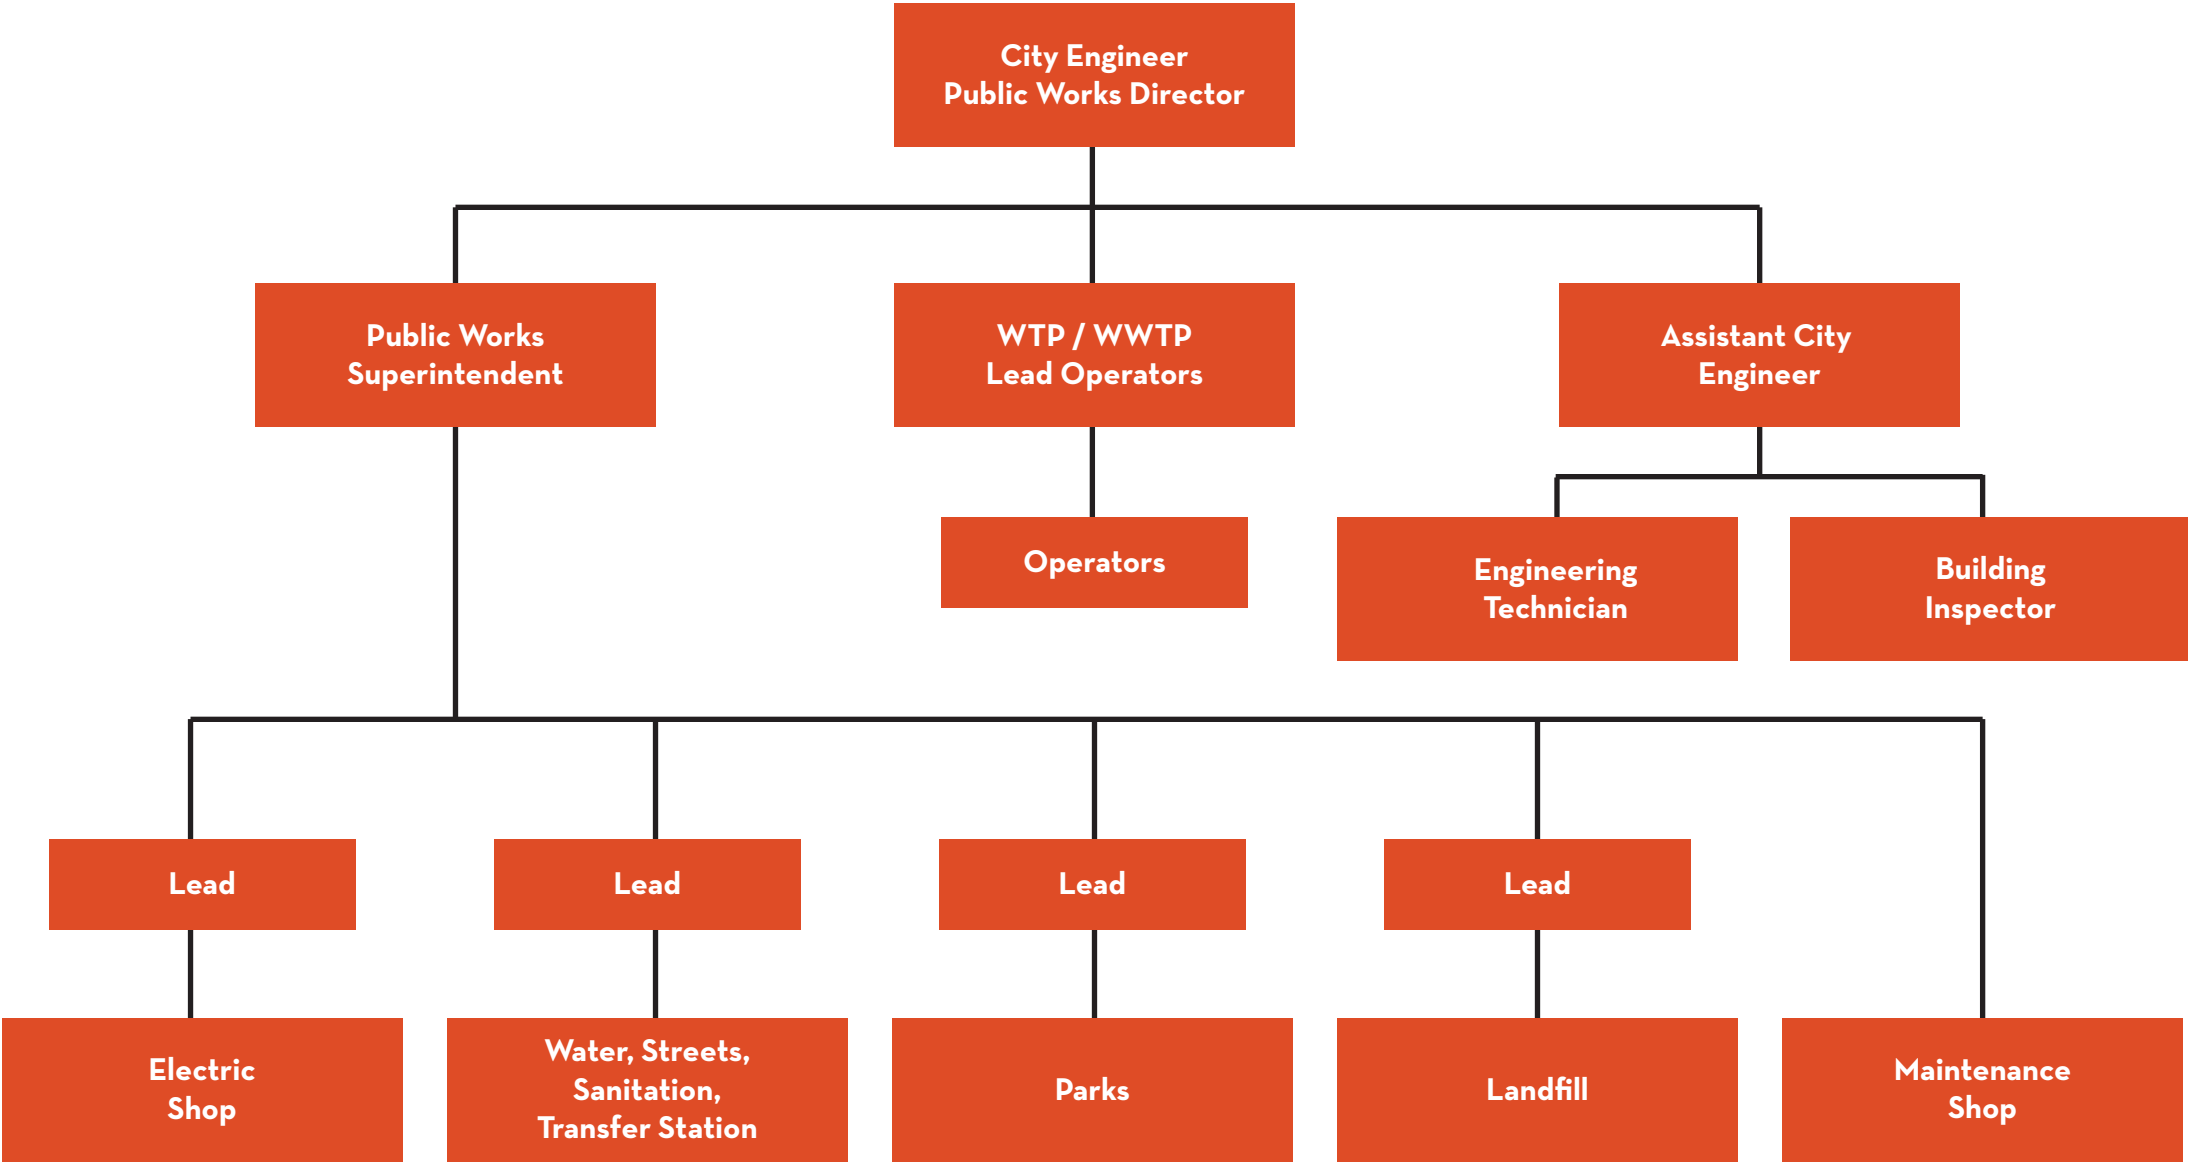 City Engineer
Public Works Director
Public Works
Superintendent
WTP / WWTP
Lead Operators
Assistant City
Engineer
Operators
Engineering
Technician
Building
Inspector
Lead
Lead
Lead
Lead
Electric
Shop
Water, Streets,
Sanitation,
Transfer Station
Parks
Landfill
Maintenance
Shop